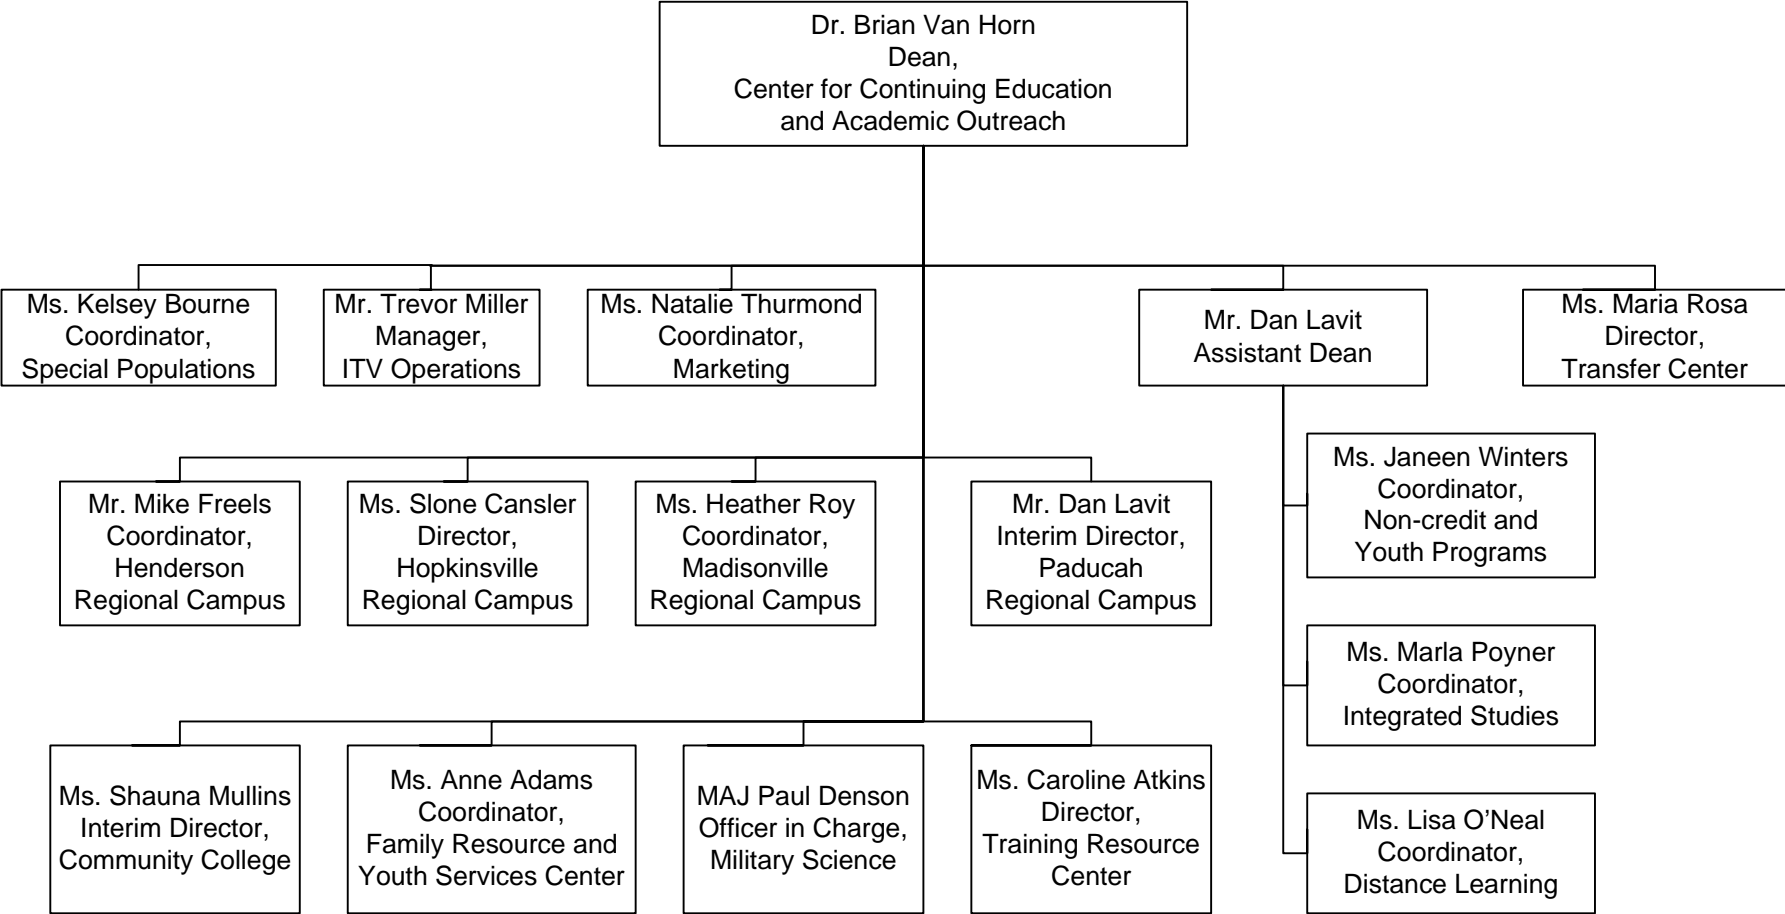 Dr. Brian Van Horn
Dean,
Center for Continuing Education
and Academic Outreach
Ms. Kelsey Bourne
Coordinator,
Special Populations
Mr. Trevor Miller
Manager,
ITV Operations
Ms. Natalie Thurmond
Coordinator,
Marketing
Mr. Dan Lavit
Assistant Dean
Ms. Maria Rosa
Director,
Transfer Center
Mr. Mike Freels
Coordinator,
Henderson
Regional Campus
Ms. Slone Cansler
Director,
Hopkinsville
Regional Campus
Ms. Heather Roy
Coordinator,
Madisonville
Regional Campus
Mr. Dan Lavit
Interim Director,
Paducah
Regional Campus
Ms. Janeen Winters
Coordinator,
Non-credit and
Youth Programs
Ms. Marla Poyner
Coordinator,
Integrated Studies
Ms. Shauna Mullins
Interim Director,
Community College
Ms. Anne Adams
Coordinator,
Family Resource and
Youth Services Center
MAJ Paul Denson
Officer in Charge,
Military Science
Ms. Caroline Atkins
Director,
Training Resource
Center
Ms. Lisa O’Neal
Coordinator,
Distance Learning